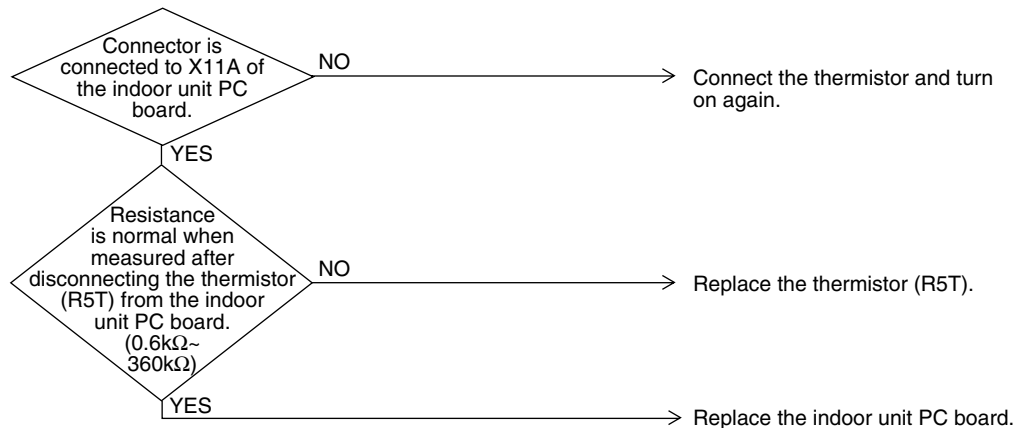 Connector is
connected to X11A of
the indoor unit PC
board.
NO
Connect the thermistor and turn
on again.
YES
Resistance
is normal when
measured after
disconnecting the thermistor
(R5T) from the indoor
unit PC board.
(0.6kΩ~
360kΩ)
NO
Replace the thermistor (R5T).
YES
Replace the indoor unit PC board.